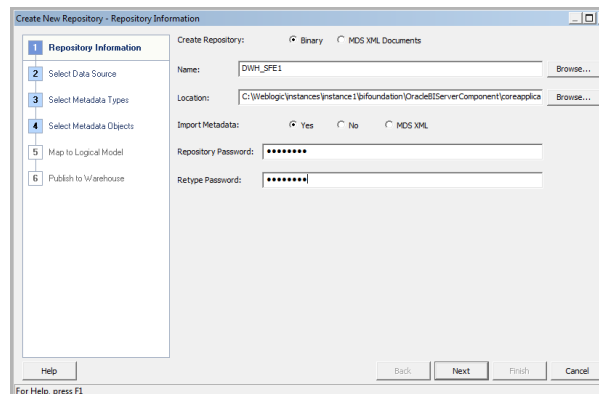 Create New Repository - Repository Information
1 Repository Information
2 Select Data Source
3 Select Metadata Types
4 Select Metadata Objects
5 Map to Logical Model
6 Publish to Warehouse
Create Repository: Binary MDS XML Documents
Name: DWH_SFE1 Browse...
Location: C:\Weblogic\instances\instance1\bifoundation\OracleBIServerComponent\coreapplica Browse...
Import Metadata: Yes No MDS XML
Repository Password: ●●●●●●●●
Retype Password: ●●●●●●●●
Help Back Next Finish Cancel
For Help, press F1